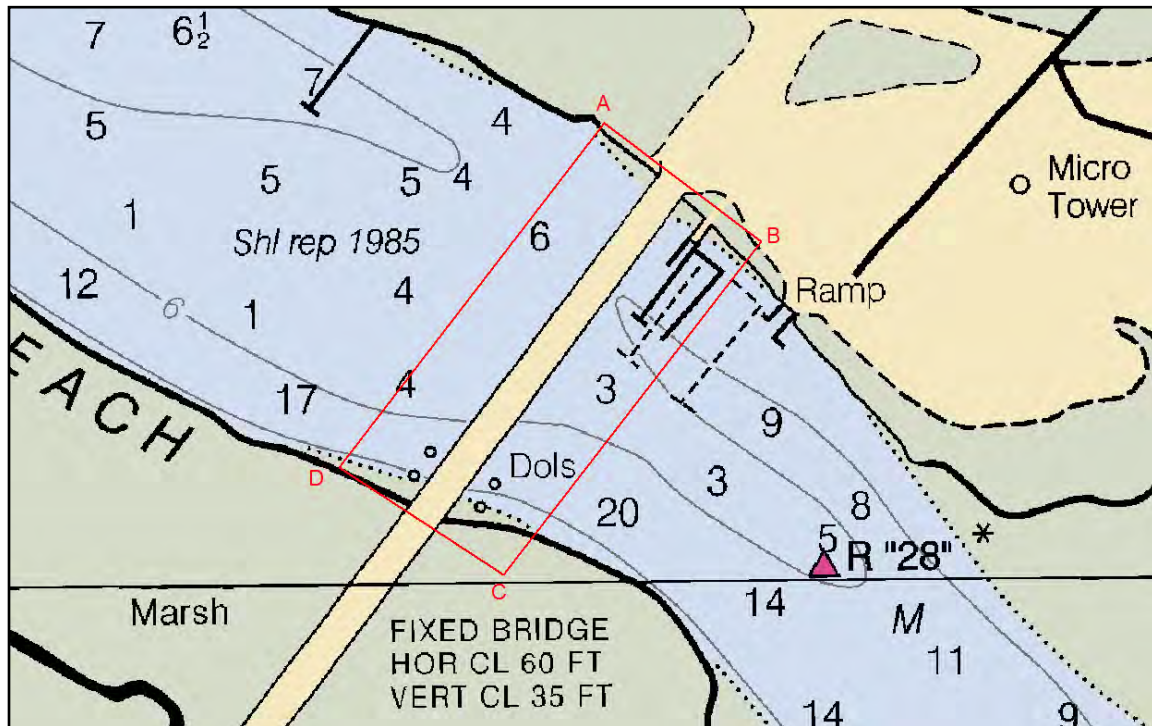 7 6½
7
4
A
5
5 5 4
1
6
Shl rep 1985
12
6
1
4
B
Micro
Tower
Ramp
EACH
17
4
3
9
D
Dols
3
20
8
5
R "28"
*
C
14
Marsh
M
FIXED BRIDGE
HOR CL 60 FT
VERT CL 35 FT
11
14
9